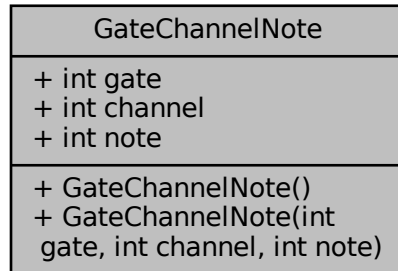 GateChannelNote
+ int gate
+ int channel
+ int note
+ GateChannelNote()
+ GateChannelNote(int
gate, int channel, int note)